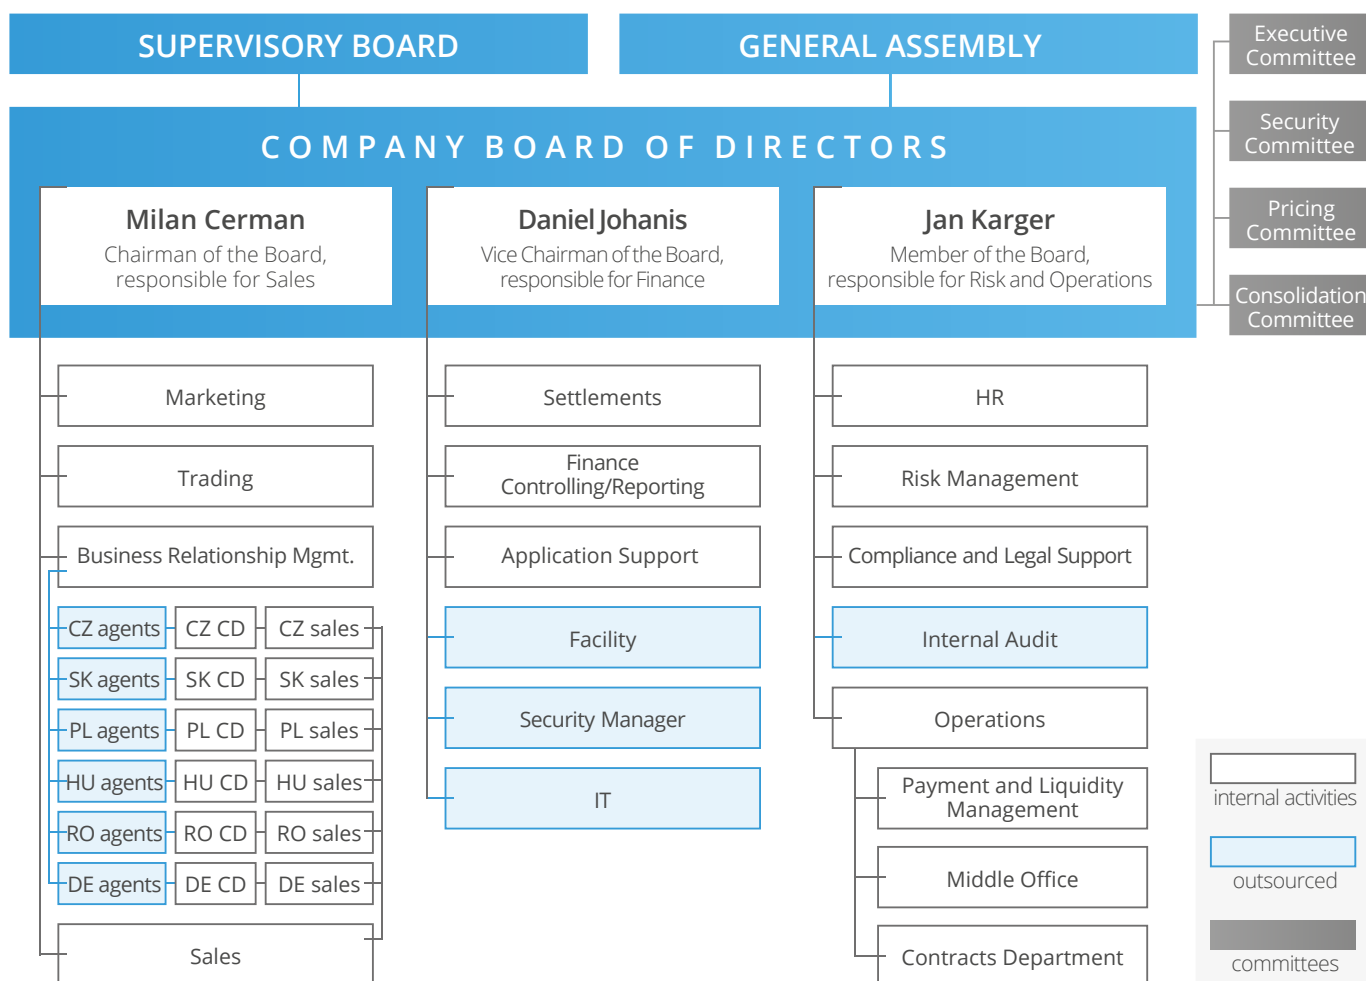 SUPERVISORY BOARD
GENERAL ASSEMBLY
Executive
Committee
Security
Committee
Pricing
Committee
Consolidation
Committee
COMPANY BOARD OF DIRECTORS
Milan Cerman
Chairman of the Board,
responsible for Sales
Daniel Johanis
Vice Chairman of the Board,
responsible for Finance
Jan Karger
Member of the Board,
responsible for Risk and Operations
Marketing
Trading
Business Relationship Mgmt.
CZ agents CZ CD CZ sales
SK agents SK CD SK sales
PL agents PL CD PL sales
HU agents HU CD HU sales
RO agents RO CD RO sales
DE agents DE CD DE sales
Sales
Settlements
Finance
Controlling/Reporting
Application Support
Facility
Security Manager
IT
HR
Risk Management
Compliance and Legal Support
Internal Audit
Operations
Payment and Liquidity
Management
Middle Office
Contracts Department
internal activities
outsourced
committees